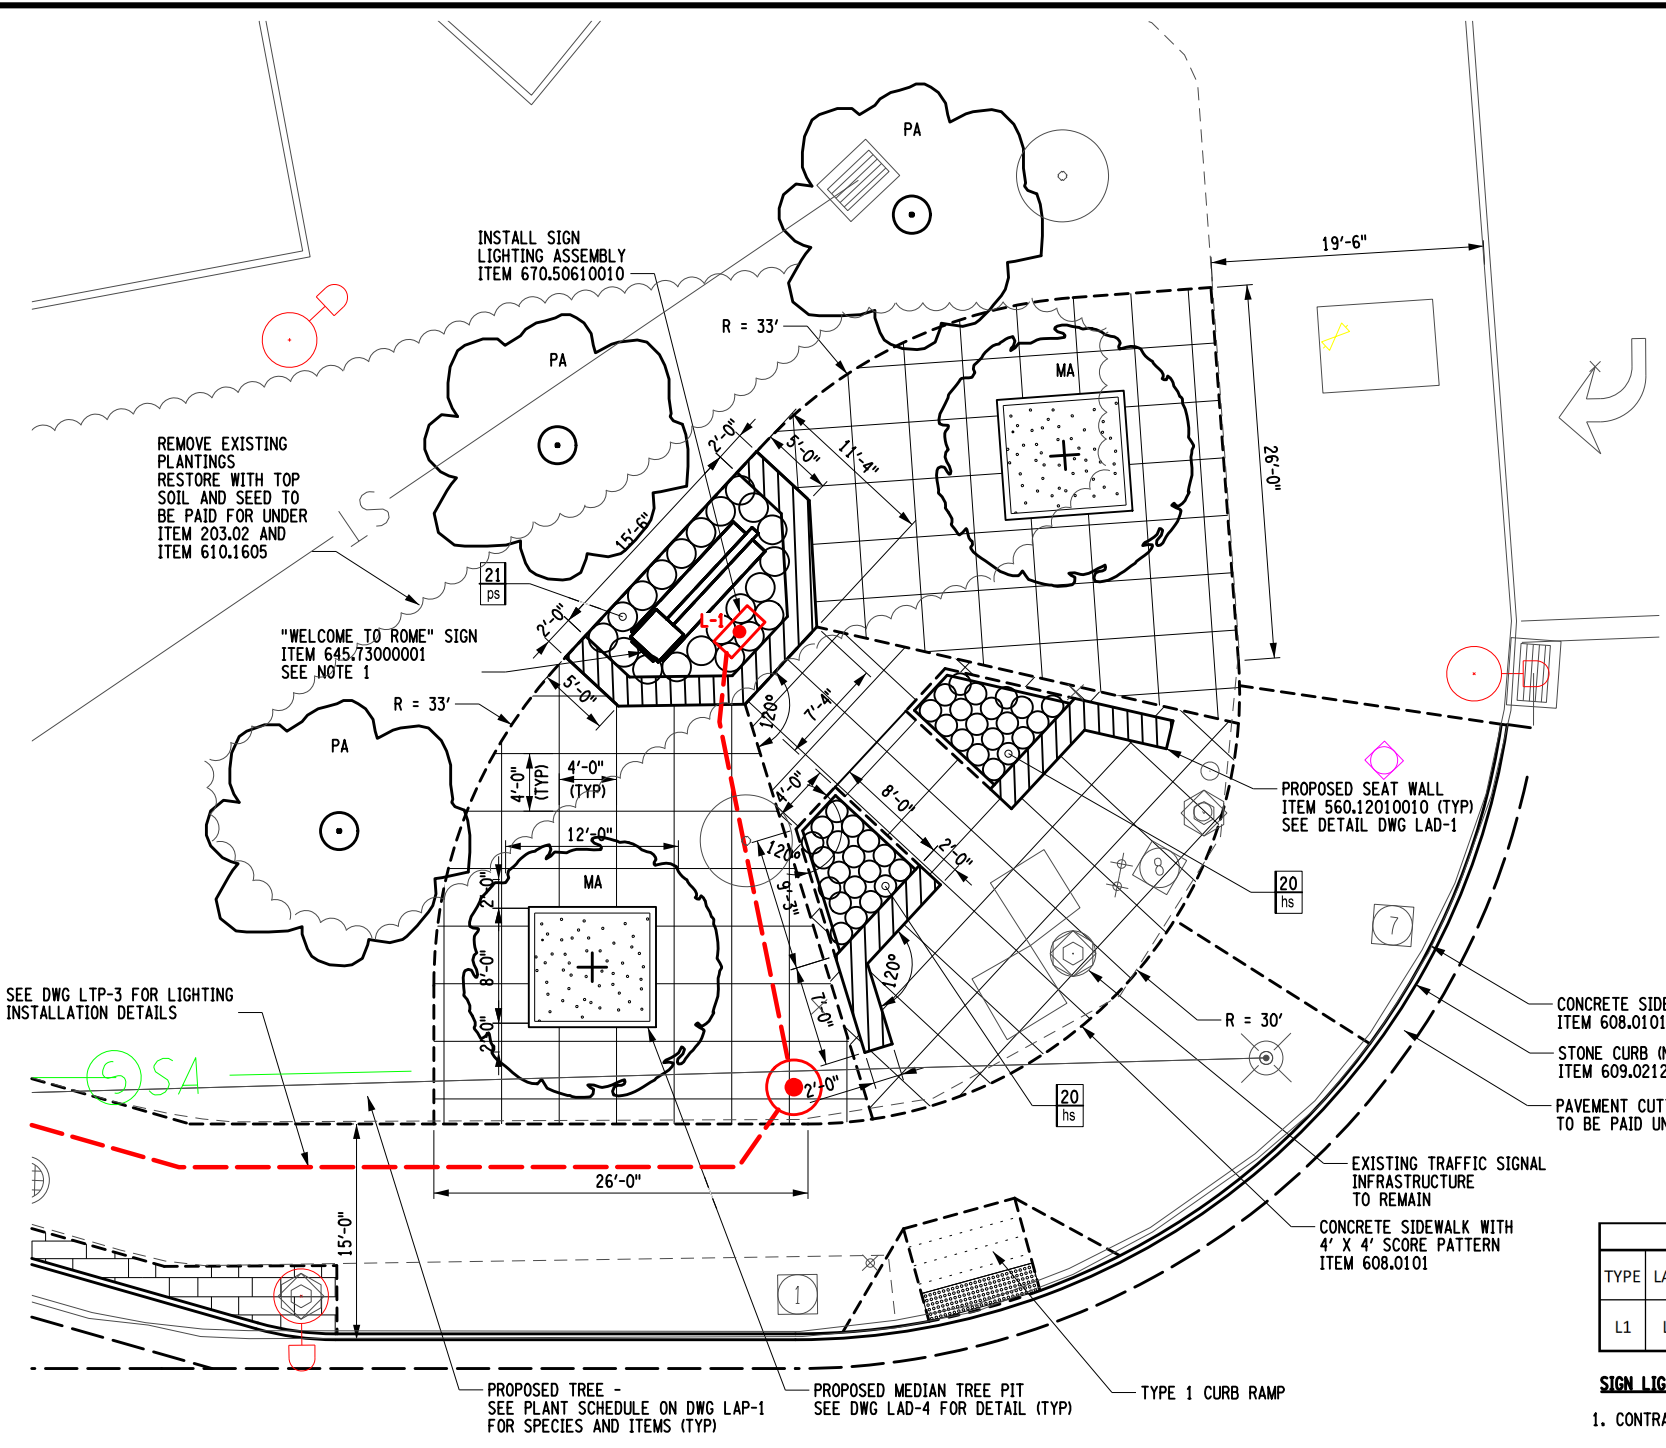 PA
INSTALL SIGN
LIGHTING ASSEMBLY
ITEM 670.50610010
19'-6"
R = 33'
PA
MA
2'-0"
5'-0"
11'-4"
26'-0"
REMOVE EXISTING
PLANTINGS
RESTORE WITH TOP
SOIL AND SEED TO
BE PAID FOR UNDER
ITEM 203.02 AND
ITEM 610.1605
15'-6"
21
ps
2'-0"
L-1
"WELCOME TO ROME" SIGN
ITEM 645.73000001
SEE NOTE 1
5'-0"
R = 33'
120°
7'-4"
PA
4'-0"
(TYP)
4'-0"
(TYP)
4'-0"
8'-0"
PROPOSED SEAT WALL
ITEM 560.12010010 (TYP)
SEE DETAIL DWG LAD-1
12'-0"
120°
2'-0"
8
2'-0"
MA
9'-3"
20
hs
7
8'-0"
120°
SEE DWG LTP-3 FOR LIGHTING
INSTALLATION DETAILS
7'-0"
R = 30'
CONCRETE SIDE
ITEM 608.0101
2'-0"
S SA
2'-0"
STONE CURB (
ITEM 609.0212
20
hs
PAVEMENT CUT
TO BE PAID UN
EXISTING TRAFFIC SIGNAL
INFRASTRUCTURE
TO REMAIN
26'-0"
15'-0"
CONCRETE SIDEWALK WITH
4' X 4' SCORE PATTERN
ITEM 608.0101
1
TYPE LA
L1 L
SIGN LIG
PROPOSED TREE -
SEE PLANT SCHEDULE ON DWG LAP-1
FOR SPECIES AND ITEMS (TYP)
PROPOSED MEDIAN TREE PIT
SEE DWG LAD-4 FOR DETAIL (TYP)
TYPE 1 CURB RAMP
1. CONTRA